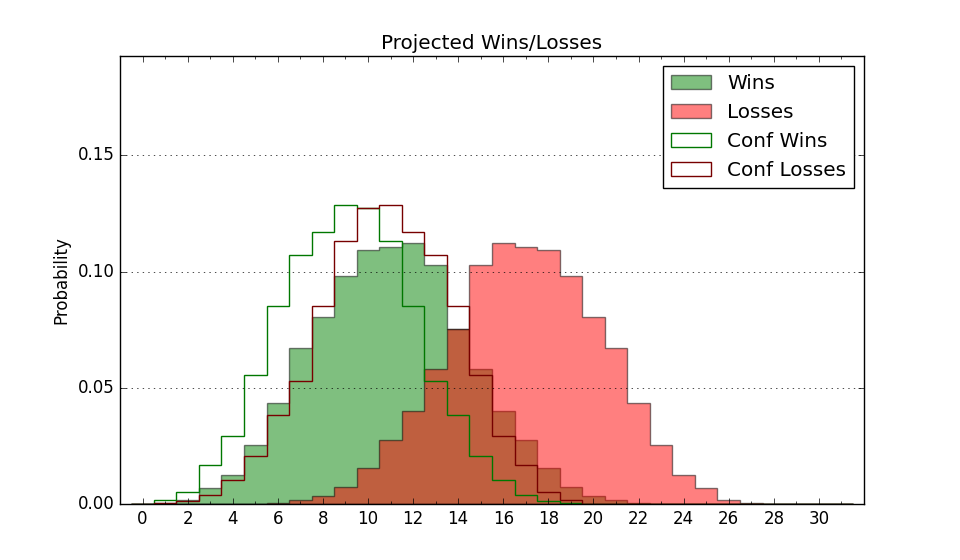 Projected Wins/Losses
Wins
Losses
Conf Wins
Conf Losses
Probability
0.15
0.10
0.05
0.00
0 2 4 6 8 10 12 14 16 18 20 22 24 26 28 30